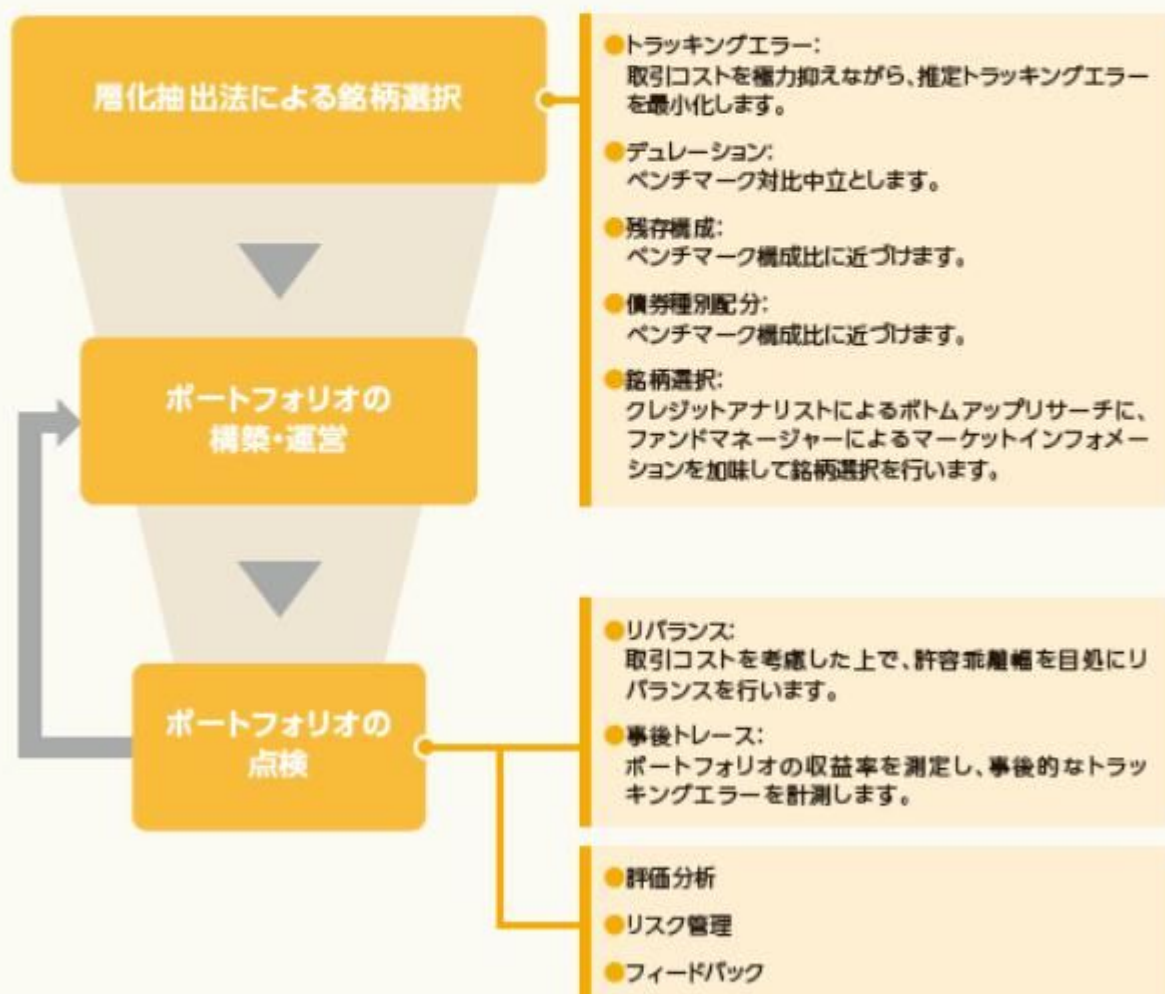 層化抽出法による銘柄選択
●トラッキングエラー:
取引コストを極力抑えながら、推定トラッキングエラー
を最小化します。
●デュレーション:
ベンチマーク対比中立とします。
●残存構成:
ベンチマーク構成比に近づけます。
●債券種別配分:
ベンチマーク構成比に近づけます。
●銘柄選択:
クレジットアナリストによるボトムアップリサーチに、
ファンドマネージャーによるマーケットインフォメー
ションを加味して銘柄選択を行います。
ポートフォリオの
構築・運営
ポートフォリオの
点検
●リバランス:
取引コストを考慮した上で、許容乖離幅を目処にリ
バランスを行います。
●事後トレース:
ポートフォリオの収益率を測定し、事後的なトラッ
キングエラーを計測します。
●評価分析
●リスク管理
●フィードバック